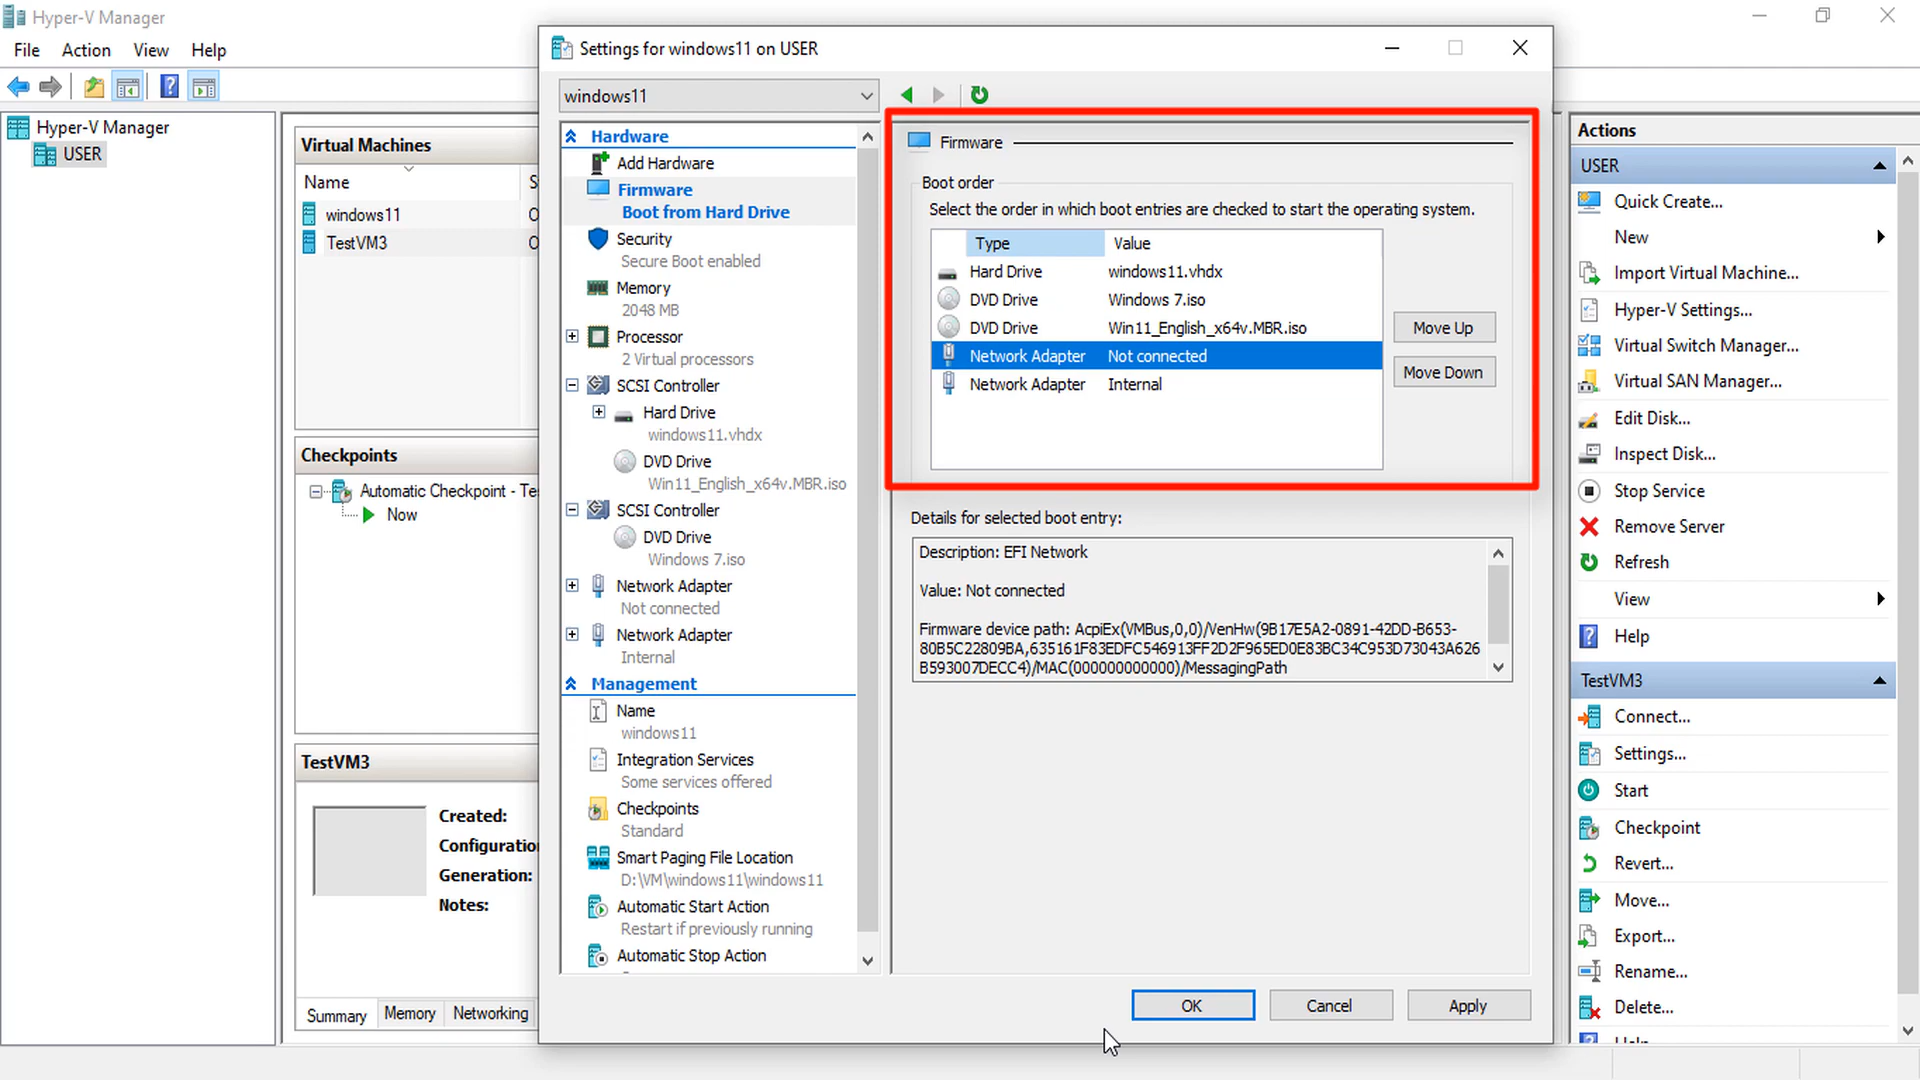 Hyper-V Manager
File Action View Help
Hyper-V Manager
USER
Virtual Machines
Name
windows11
TestVM3
Checkpoints
Automatic Checkpoint - Te
Now
TestVM3
Created:
Configuratio
Generation:
Notes:
Summary Memory Networking
Settings for windows11 on USER
windows11
Hardware
Add Hardware
Firmware
Boot from Hard Drive
Security
Secure Boot enabled
Memory
2048 MB
Processor
2 Virtual processors
SCSI Controller
Hard Drive
windows11.vhdx
DVD Drive
Win11_English_x64v.MBR.iso
SCSI Controller
DVD Drive
Windows 7.iso
Network Adapter
Not connected
Network Adapter
Internal
Management
Name
windows11
Integration Services
Some services offered
Checkpoints
Standard
Smart Paging File Location
D:\VM\windows11\windows11
Automatic Start Action
Restart if previously running
Automatic Stop Action
Firmware
Boot order
Select the order in which boot entries are checked to start the operating system.
Type Value
Hard Drive windows11.vhdx
DVD Drive Windows 7.iso
DVD Drive Win11_English_x64v.MBR.iso
Network Adapter Not connected
Network Adapter Internal
Move Up
Move Down
Details for selected boot entry:
Description: EFI Network
Value: Not connected
Firmware device path: AcpiEx(VMBus,0,0)/VenHw(9B17E5A2-0891-42DD-B653-
80B5C22809BA,635161F83EDFC546913FF2D2F965ED0E83BC34C953D73043A626
B593007DECC4)/MAC(000000000000)/MessagingPath
OK Cancel Apply
Actions
USER
Quick Create...
New
Import Virtual Machine...
Hyper-V Settings...
Virtual Switch Manager...
Virtual SAN Manager...
Edit Disk...
Inspect Disk...
Stop Service
Remove Server
Refresh
View
Help
TestVM3
Connect...
Settings...
Start
Checkpoint
Revert...
Move...
Export...
Rename...
Delete...